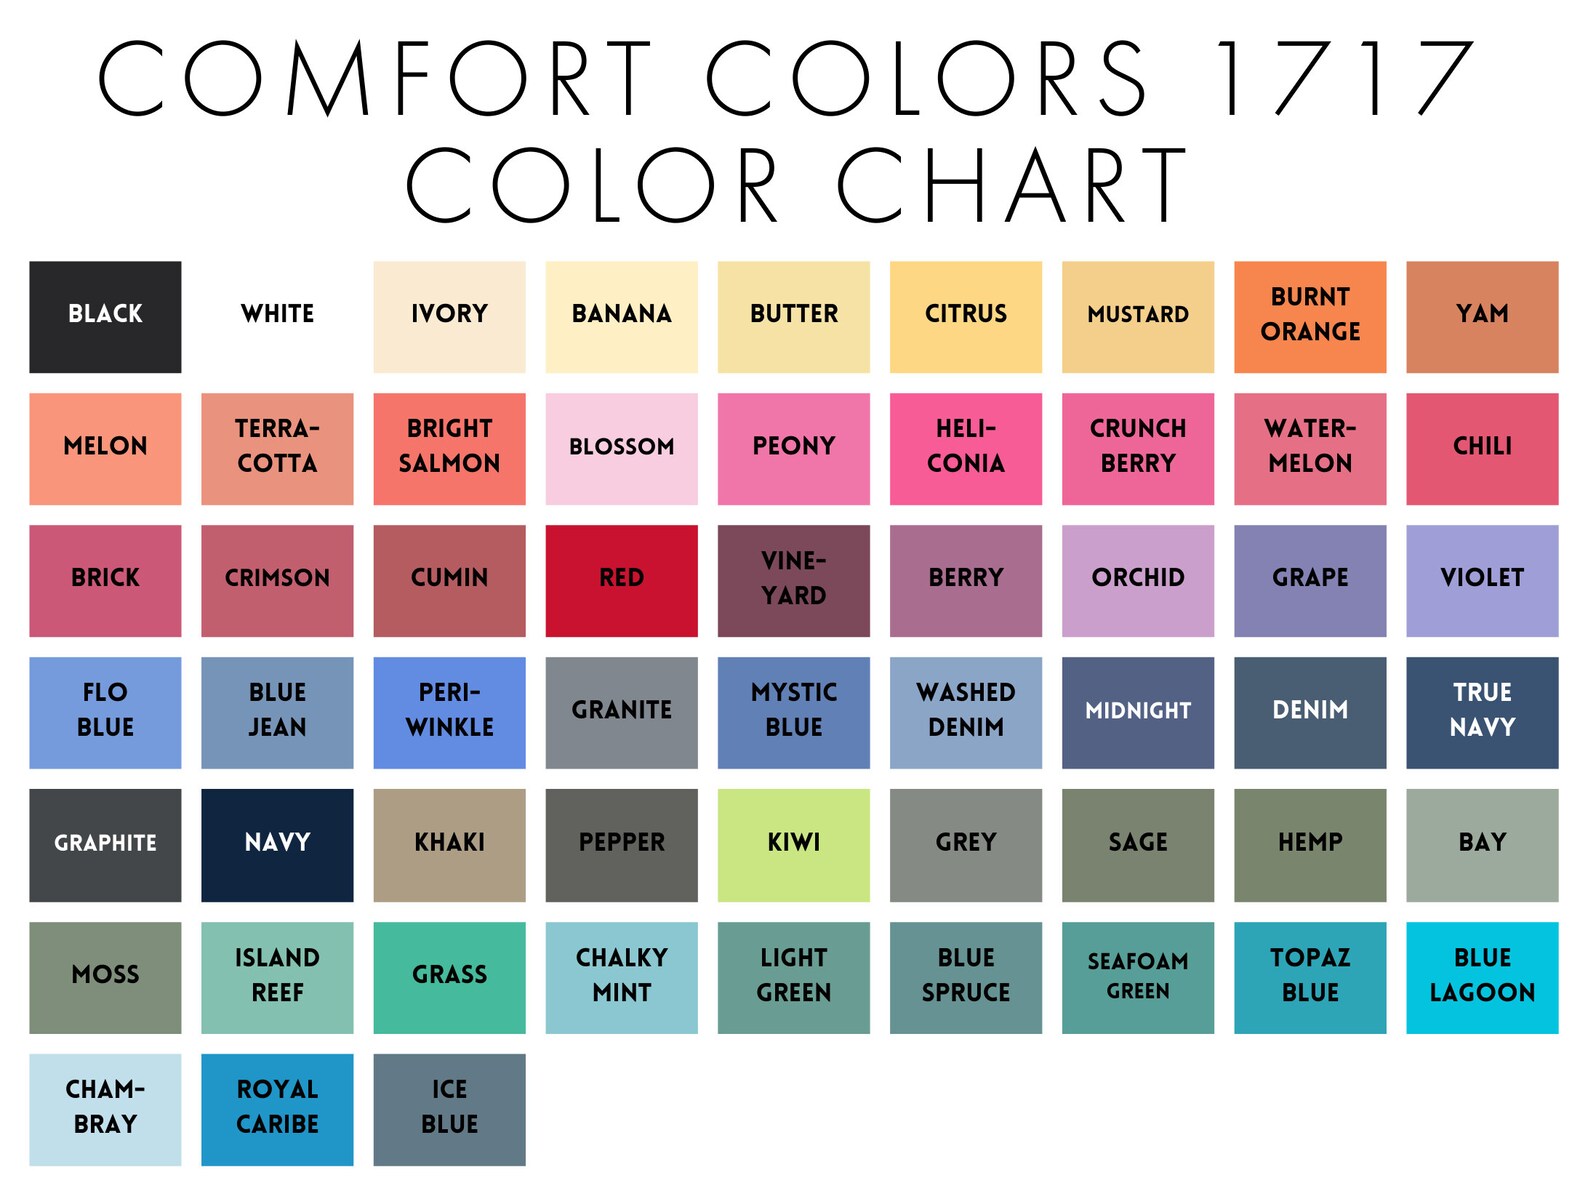 COMFORT COLORS 1717
COLOR CHART
BLACK
WHITE
IVORY
BANANA
BUTTER
CITRUS
MUSTARD
BURNT
ORANGE
YAM
MELON
TERRA-
COTTA
BRIGHT
SALMON
BLOSSOM
PEONY
HELI-
CONIA
CRUNCH
BERRY
WATER-
MELON
CHILI
BRICK
CRIMSON
CUMIN
RED
VINE-
YARD
BERRY
ORCHID
GRAPE
VIOLET
FLO
BLUE
BLUE
JEAN
PERI-
WINKLE
GRANITE
MYSTIC
BLUE
WASHED
DENIM
MIDNIGHT
DENIM
TRUE
NAVY
GRAPHITE
NAVY
KHAKI
PEPPER
KIWI
GREY
SAGE
HEMP
BAY
MOSS
ISLAND
REEF
GRASS
CHALKY
MINT
LIGHT
GREEN
BLUE
SPRUCE
SEAFOAM
GREEN
TOPAZ
BLUE
BLUE
LAGOON
CHAM-
BRAY
ROYAL
CARIBE
ICE
BLUE